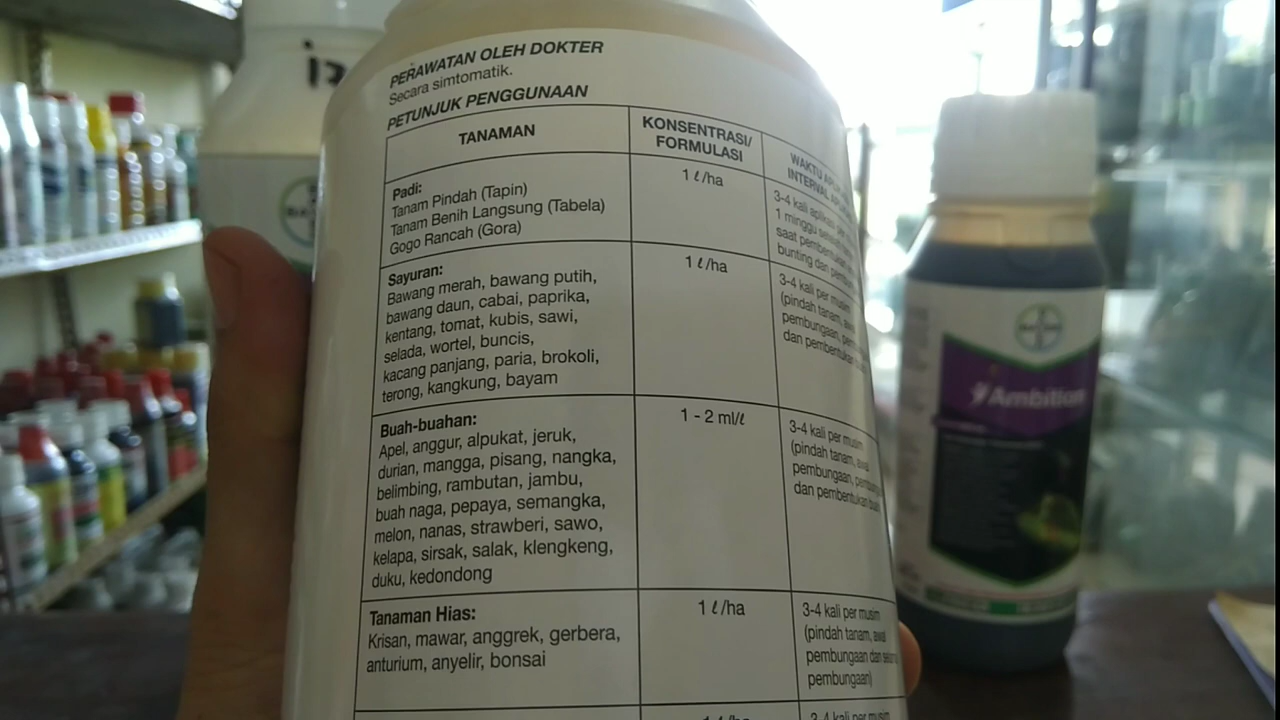 PERAWATAN OLEH DOKTER
Secara simtomatik.
PETUNJUK PENGGUNAAN
TANAMAN
KONSENTRASI/
FORMULASI
WAKTU
Padi:
Tanam Pindah (Tapin)
Tanam Benih Langsung (Tabela)
Gogo Rancah (Gora)
1 ℓ/ha
3-4 kali
1 minggu
saat
bunting dan
Sayuran:
Bawang merah, bawang putih,
bawang daun, cabai, paprika,
kentang, tomat, kubis, sawi,
selada, wortel, buncis,
kacang panjang, paria, brokoli,
terong, kangkung, bayam
1 ℓ/ha
3-4 kali per musim
(pindah tanam,
pembungaan,
dan pembentukan
Buah-buahan:
Apel, anggur, alpukat, jeruk,
durian, mangga, pisang, nangka,
belimbing, rambutan, jambu,
buah naga, pepaya, semangka,
melon, nanas, strawberi, sawo,
kelapa, sirsak, salak, klengkeng,
duku, kedondong
1 - 2 ml/ℓ
3-4 kali per musim
(pindah tanam, awal
pembungaan,
dan pembentukan
Tanaman Hias:
Krisan, mawar, anggrek, gerbera,
anturium, anyelir, bonsai
1 ℓ/ha
3-4 kali per musim
(pindah tanam, awal
pembungaan dan
pembungaan)
Ambition